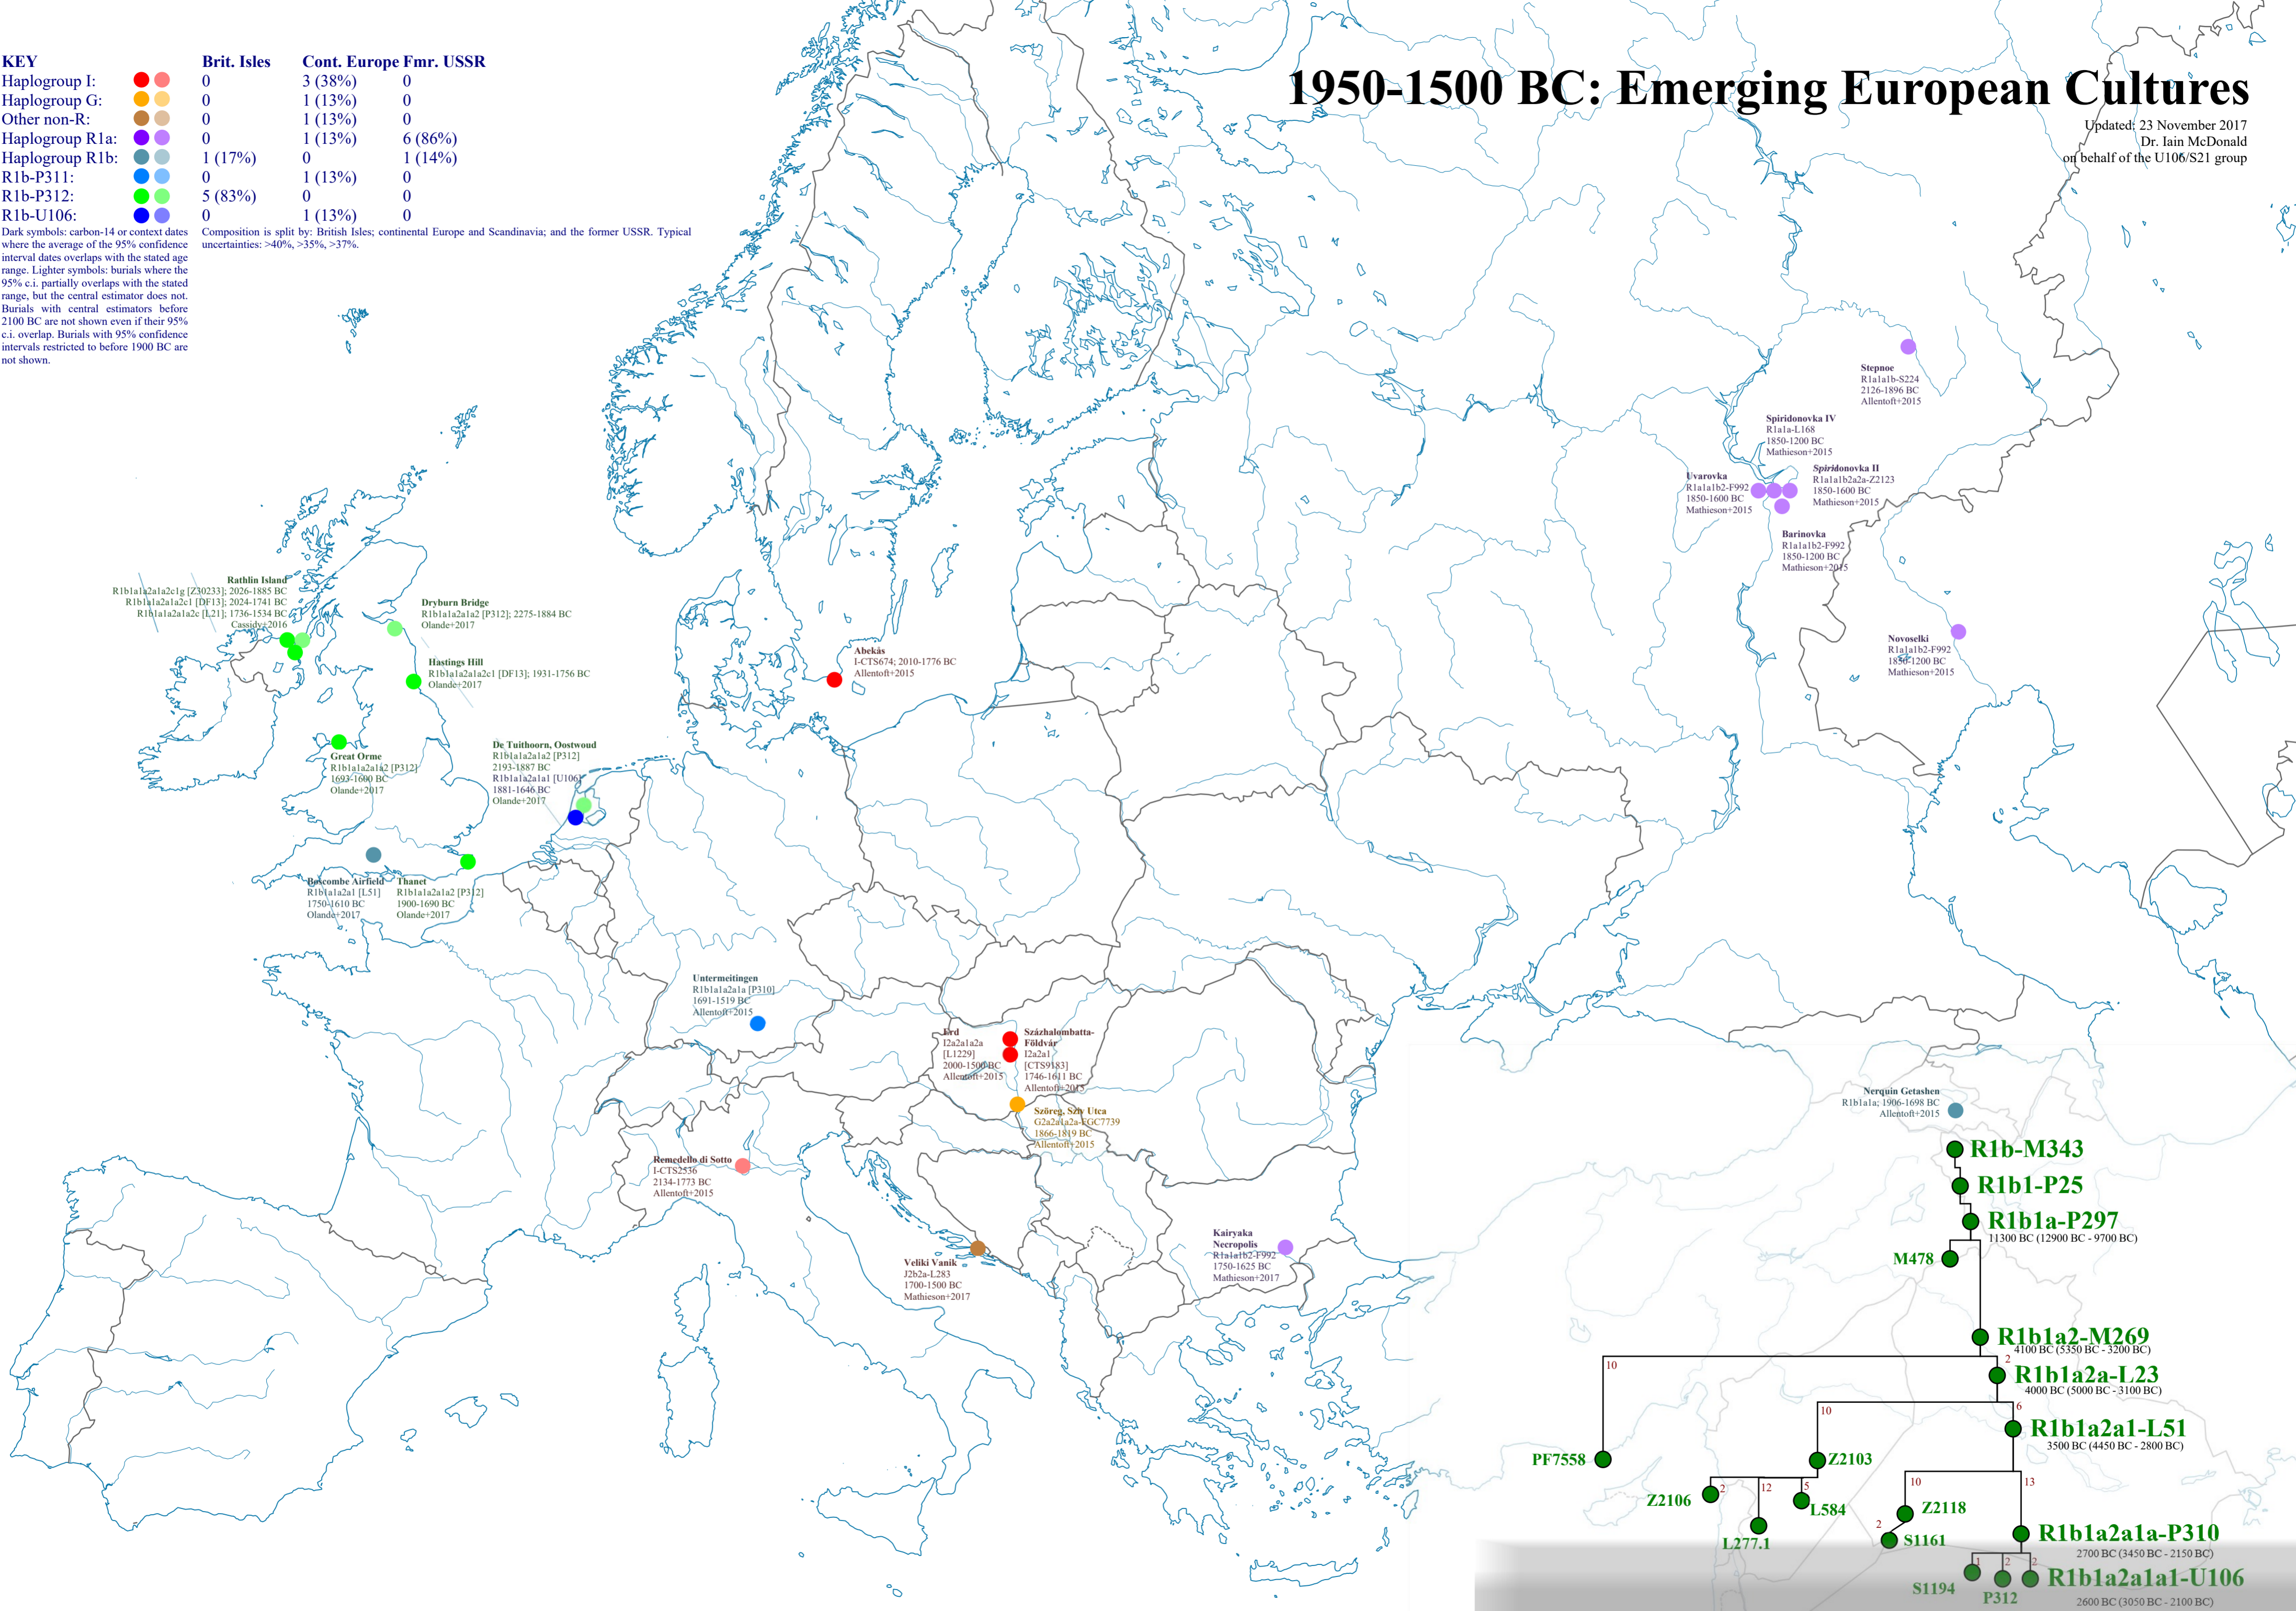 1950-1500 BC: Emerging European Cultures
Updated: 23 November 2017
Dr. Iain McDonald
on behalf of the U106/S21 group
KEY Brit. Isles Cont. Europe Fmr. USSR
Haplogroup I: 0 3 (38%) 0
Haplogroup G: 0 1 (13%) 0
Other non-R: 0 1 (13%) 0
Haplogroup R1a: 0 1 (13%) 6 (86%)
Haplogroup R1b: 1 (17%) 0 1 (14%)
R1b-P311: 0 1 (13%) 0
R1b-P312: 5 (83%) 0 0
R1b-U106: 0 1 (13%) 0
Dark symbols: carbon-14 or context dates
where the average of the 95% confidence
interval dates overlaps with the stated age
range. Lighter symbols: burials where the
95% c.i. partially overlaps with the stated
range, but the central estimator does not.
Burials with central estimators before
2100 BC are not shown even if their 95%
c.i. overlap. Burials with 95% confidence
intervals restricted to before 1900 BC are
not shown.
Composition is split by: British Isles; continental Europe and Scandinavia; and the former USSR. Typical
uncertainties: >40%, >35%, >37%.
Stepnoe
R1a1a1b-S224
2126-1896 BC
Allentoft+2015
Spiridonovka IV
R1a1a-L168
1850-1200 BC
Mathieson+2015
Uvarovka
R1a1a1b2-F992
1850-1600 BC
Mathieson+2015
Spiridonovka II
R1a1a1b2a2a-Z2123
1850-1600 BC
Mathieson+2015
Barinovka
R1a1a1b2-F992
1850-1200 BC
Mathieson+2015
Novoselki
R1a1a1b2-F992
1850-1200 BC
Mathieson+2015
Rathlin Island
R1b1a1a2a1a2c1g [Z30233]; 2026-1885 BC
R1b1a1a2a1a2c1 [DF13]; 2024-1741 BC
R1b1a1a2a1a2c [L21]; 1736-1534 BC
Cassidy+2016
Dryburn Bridge
R1b1a1a2a1a2 [P312]; 2275-1884 BC
Olande+2017
Hastings Hill
R1b1a1a2a1a2c1 [DF13]; 1931-1756 BC
Olande+2017
Abekås
I-CTS674; 2010-1776 BC
Allentoft+2015
Great Orme
R1b1a1a2a1a2 [P312]
1693-1600 BC
Olande+2017
De Tuithoorn, Oostwoud
R1b1a1a2a1a2 [P312]
2193-1887 BC
R1b1a1a2a1a1 [U106]
1881-1646 BC
Olande+2017
Boscombe Airfield
R1b1a1a2a1 [L51]
1750-1610 BC
Olande+2017
Thanet
R1b1a1a2a1a2 [P312]
1900-1690 BC
Olande+2017
Untermeitingen
R1b1a1a2a1a [P310]
1691-1519 BC
Allentoft+2015
Erd
I2a2a1a2a
[L1229]
2000-1500 BC
Allentoft+2015
Százhalombatta-
Földvár
I2a2a1
[CTS9183]
1746-1611 BC
Allentoft+2015
Szöreg, Sziv Utca
G2a2a1a2a-FGC7739
1866-1819 BC
Allentoft+2015
Remedello di Sotto
I-CTS2536
2134-1773 BC
Allentoft+2015
Veliki Vanik
J2b2a-L283
1700-1500 BC
Mathieson+2017
Kairyaka
Necropolis
R1a1a1b2-F992
1750-1625 BC
Mathieson+2017
Nerquin Getashen
R1b1a1a; 1906-1698 BC
Allentoft+2015
R1b-M343
R1b1-P25
R1b1a-P297
11300 BC (12900 BC - 9700 BC)
M478
R1b1a2-M269
4100 BC (5350 BC - 3200 BC)
10 2
R1b1a2a-L23
4000 BC (5000 BC - 3100 BC)
10 6
R1b1a2a1-L51
3500 BC (4450 BC - 2800 BC)
PF7558
Z2103
10 13
Z2106
2 12 5
L584
L277.1
Z2118
2
S1161
R1b1a2a1a-P310
2700 BC (3450 BC - 2150 BC)
1 2 2
S1194
P312
R1b1a2a1a1-U106
2600 BC (3050 BC - 2100 BC)